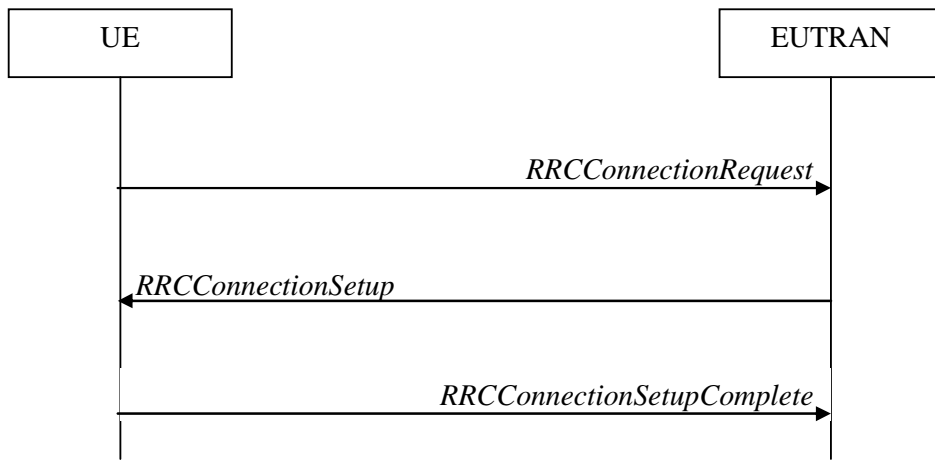 UE
EUTRAN
RRCConnectionRequest
RRCConnectionSetup
RRCConnectionSetupComplete